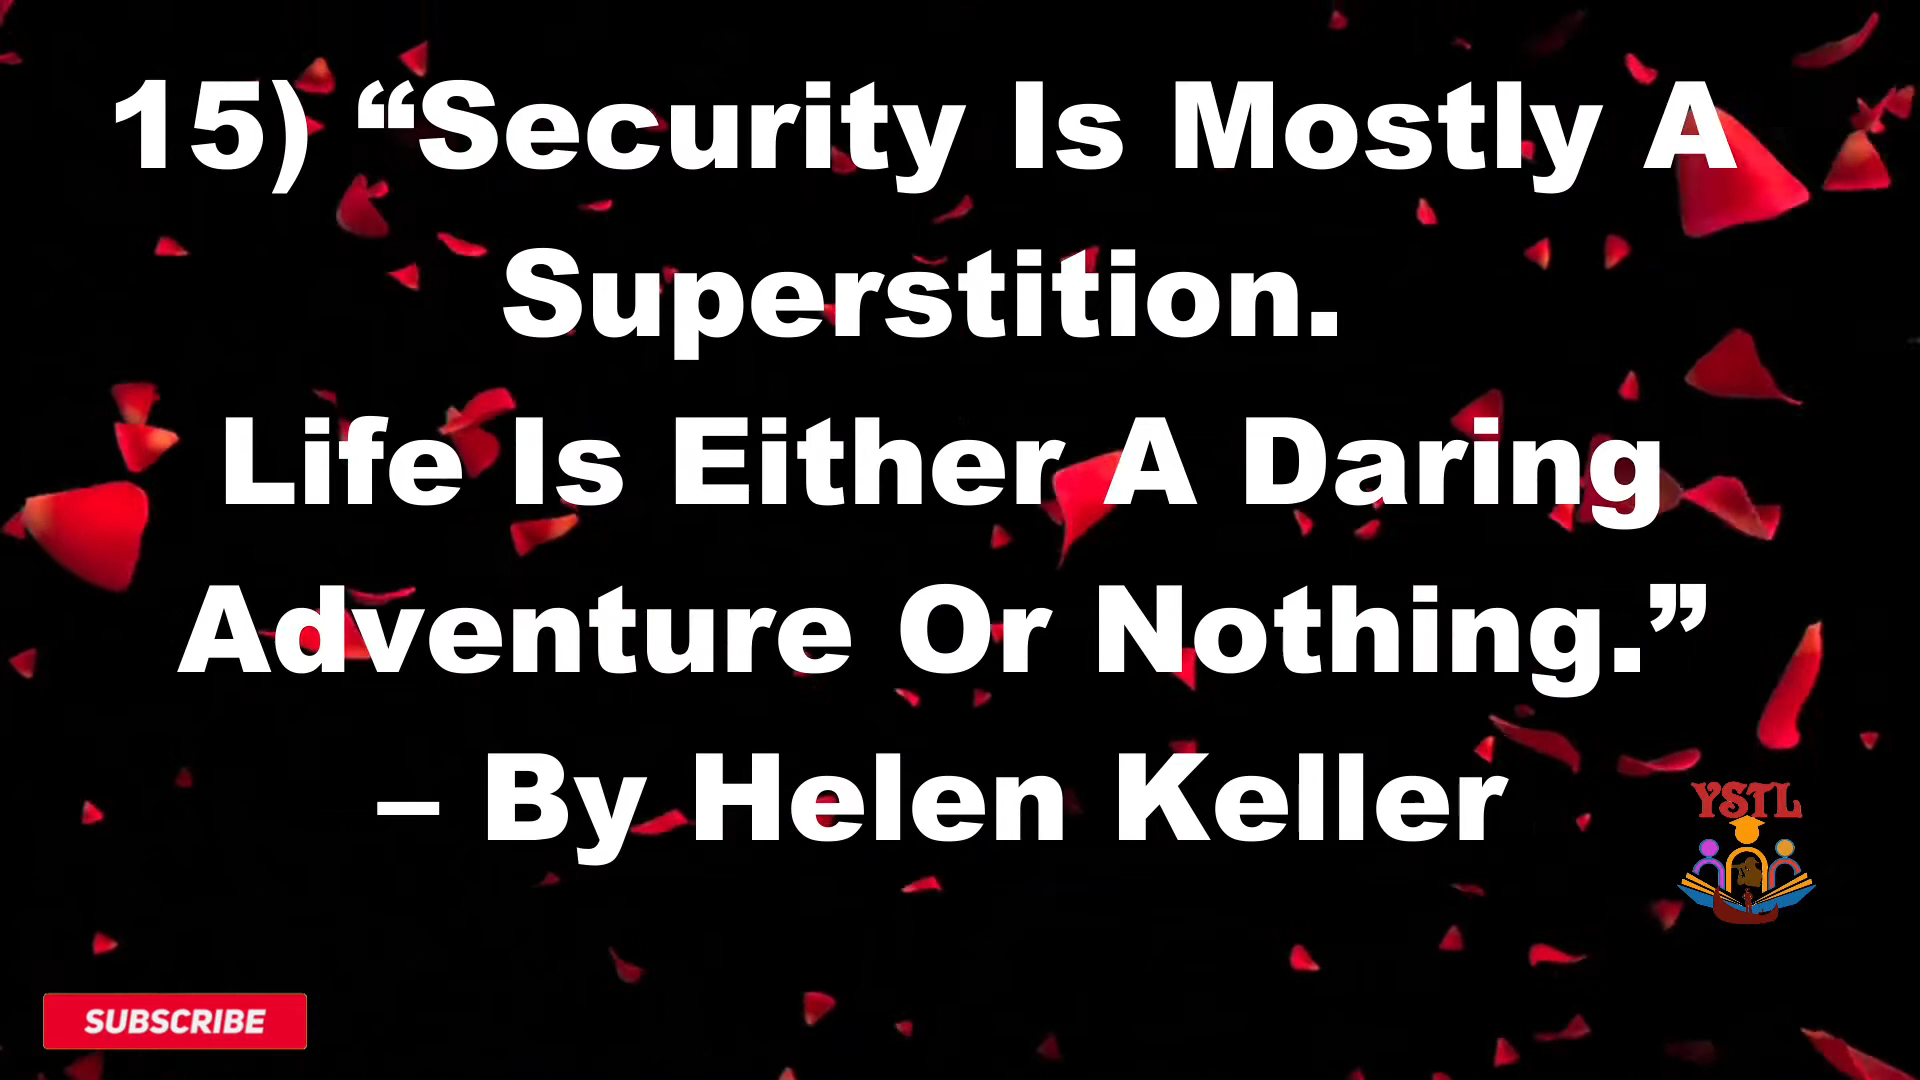 15) “Security Is Mostly A
Superstition.
Life Is Either A Daring
Adventure Or Nothing.”
– By Helen Keller
YSTL
SUBSCRIBE